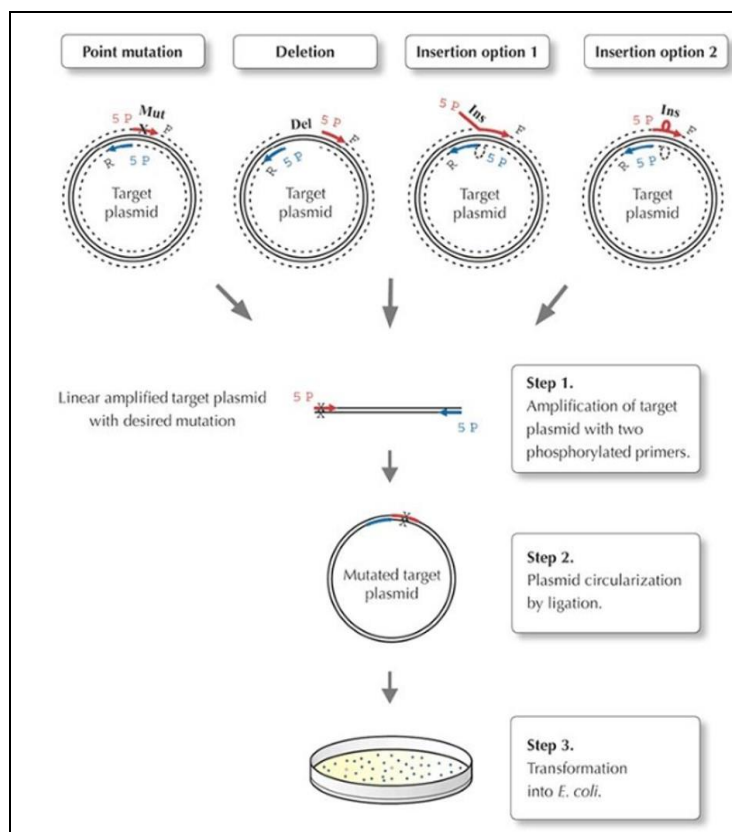 Point mutation
Deletion
Insertion option 1
Insertion option 2
5 P
Mut
X
F
R
5 P
Target
plasmid
Del
5 P
F
R
5 P
Target
plasmid
5 P
Ins
F
R
5 P
Target
plasmid
Ins
5 P
F
R
5 P
Target
plasmid
Linear amplified target plasmid
with desired mutation
5 P
X
5 P
Step 1.
Amplification of target
plasmid with two
phosphorylated primers.
X
Mutated target
plasmid
Step 2.
Plasmid circularization
by ligation.
Step 3.
Transformation
into E. coli.